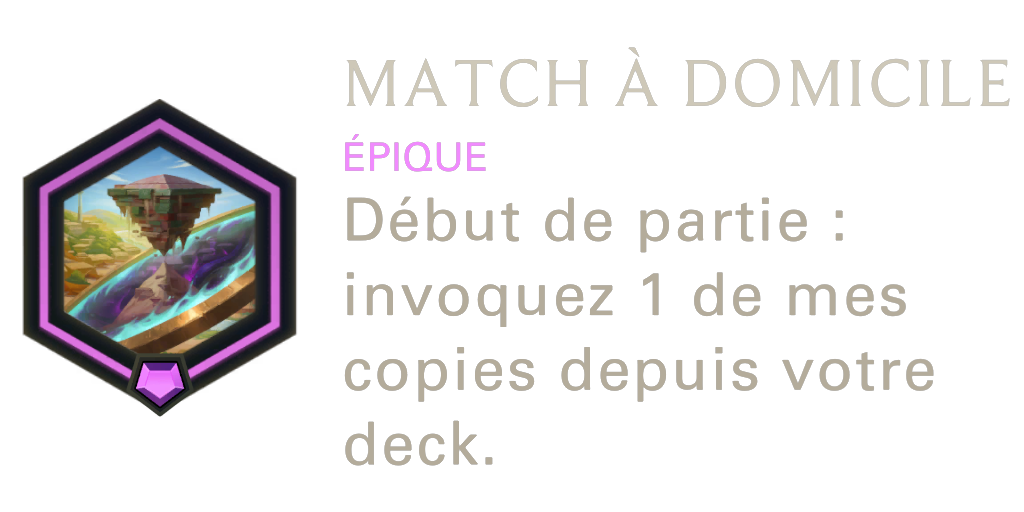 MATCH À DOMICILE
ÉPIQUE
Début de partie :
invoquez 1 de mes
copies depuis votre
deck.